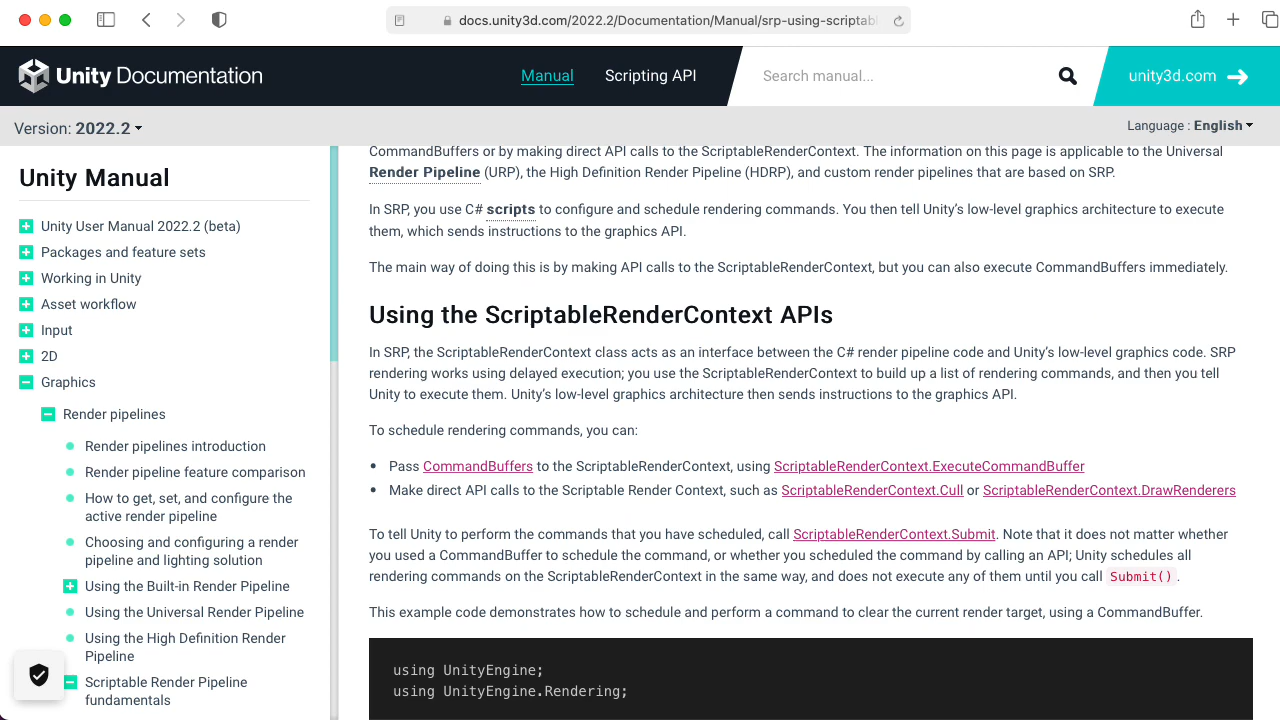 docs.unity3d.com/2022.2/Documentation/Manual/srp-using-scriptabl
Unity Documentation
Manual
Scripting API
Search manual...
unity3d.com
Version: 2022.2
Language : English
Unity Manual
Unity User Manual 2022.2 (beta)
Packages and feature sets
Working in Unity
Asset workflow
Input
2D
Graphics
Render pipelines
Render pipelines introduction
Render pipeline feature comparison
How to get, set, and configure the
active render pipeline
Choosing and configuring a render
pipeline and lighting solution
Using the Built-in Render Pipeline
Using the Universal Render Pipeline
Using the High Definition Render
Pipeline
Scriptable Render Pipeline
fundamentals
CommandBuffers or by making direct API calls to the ScriptableRenderContext. The information on this page is applicable to the Universal
Render Pipeline (URP), the High Definition Render Pipeline (HDRP), and custom render pipelines that are based on SRP.
In SRP, you use C# scripts to configure and schedule rendering commands. You then tell Unity’s low-level graphics architecture to execute
them, which sends instructions to the graphics API.
The main way of doing this is by making API calls to the ScriptableRenderContext, but you can also execute CommandBuffers immediately.
Using the ScriptableRenderContext APIs
In SRP, the ScriptableRenderContext class acts as an interface between the C# render pipeline code and Unity’s low-level graphics code. SRP
rendering works using delayed execution; you use the ScriptableRenderContext to build up a list of rendering commands, and then you tell
Unity to execute them. Unity’s low-level graphics architecture then sends instructions to the graphics API.
To schedule rendering commands, you can:
• Pass CommandBuffers to the ScriptableRenderContext, using ScriptableRenderContext.ExecuteCommandBuffer
• Make direct API calls to the Scriptable Render Context, such as ScriptableRenderContext.Cull or ScriptableRenderContext.DrawRenderers
To tell Unity to perform the commands that you have scheduled, call ScriptableRenderContext.Submit. Note that it does not matter whether
you used a CommandBuffer to schedule the command, or whether you scheduled the command by calling an API; Unity schedules all
rendering commands on the ScriptableRenderContext in the same way, and does not execute any of them until you call Submit().
This example code demonstrates how to schedule and perform a command to clear the current render target, using a CommandBuffer.
using UnityEngine;
using UnityEngine.Rendering;